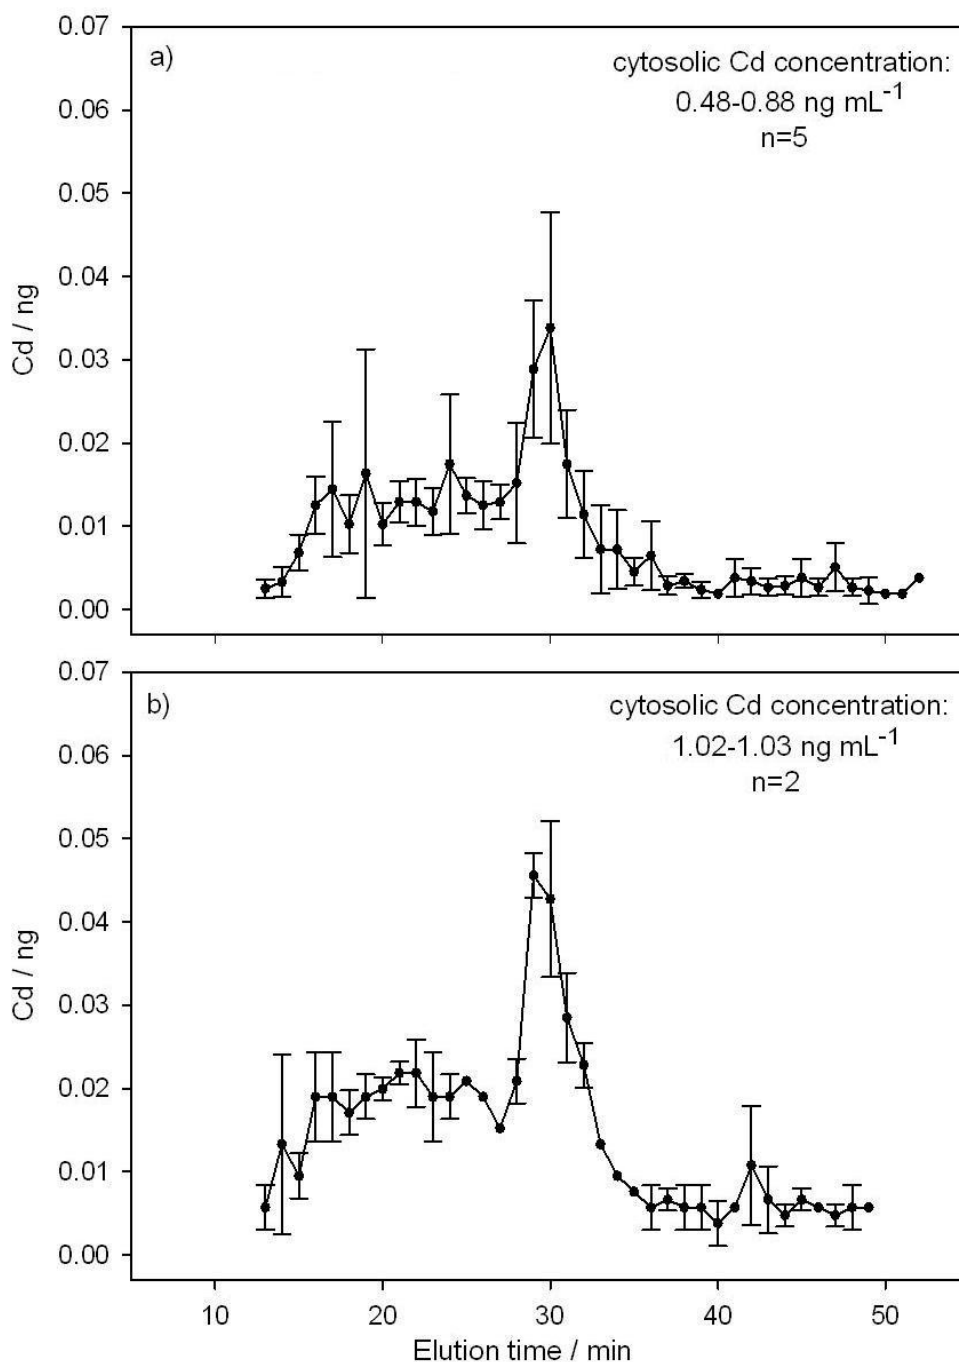 0.07
a)
cytosolic Cd concentration:
0.48-0.88 ng mL⁻¹
n=5
0.06
0.05
0.04
0.03
0.02
0.01
0.00
Cd / ng
0.07
b)
cytosolic Cd concentration:
1.02-1.03 ng mL⁻¹
n=2
0.06
0.05
0.04
0.03
0.02
0.01
0.00
Cd / ng
10 20 30 40 50
Elution time / min